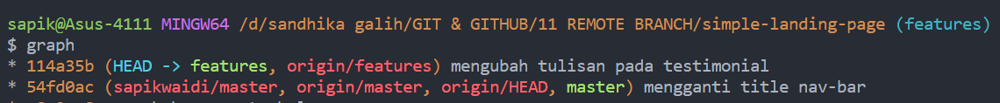 sapik@Asus-4111 MINGW64 /d/sandhika galih/GIT & GITHUB/11 REMOTE BRANCH/simple-landing-page (features)
$ graph
* 114a35b (HEAD -> features, origin/features) mengubah tulisan pada testimonial
* 54fd0ac (sapikwaidi/master, origin/master, origin/HEAD, master) mengganti title nav-bar